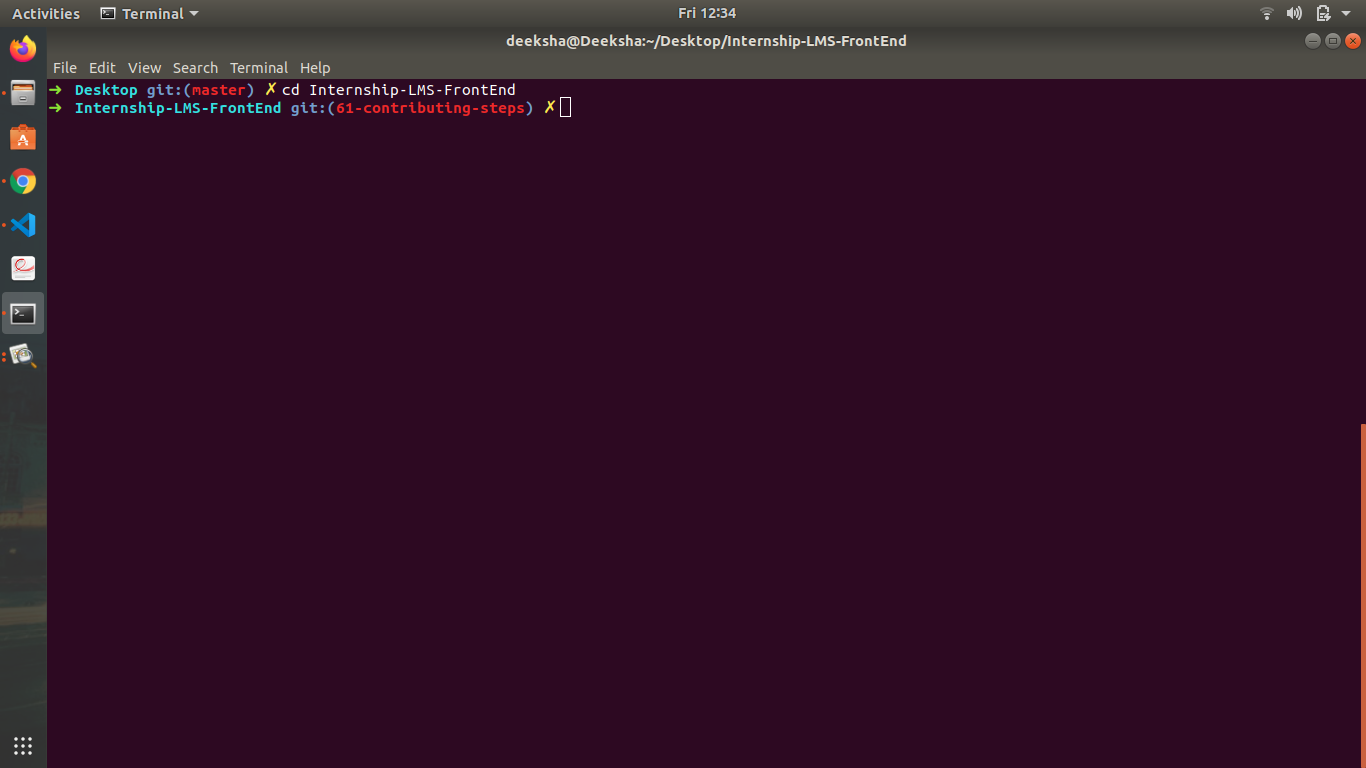 Activities Terminal Fri 12:34
deeksha@Deeksha:~/Desktop/Internship-LMS-FrontEnd
File Edit View Search Terminal Help
➜ Desktop git:(master) ✗ cd Internship-LMS-FrontEnd
➜ Internship-LMS-FrontEnd git:(61-contributing-steps) ✗